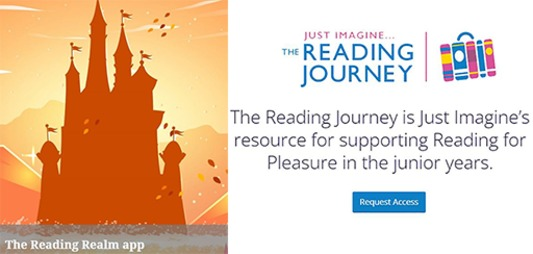 The Reading Realm app
JUST IMAGINE...
THE READING
JOURNEY
The Reading Journey is Just Imagine's
resource for supporting Reading for
Pleasure in the junior years.
Request Access